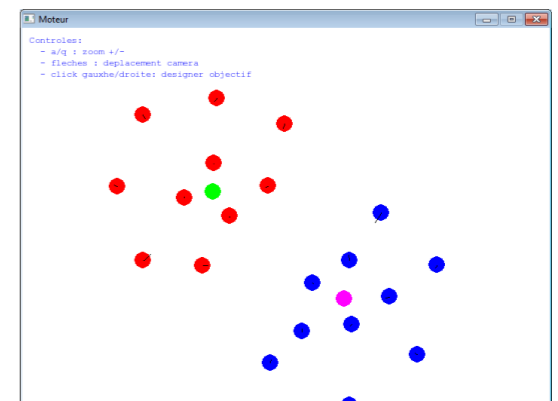 Moteur
Controles:
- a/q : zoom +/-
- fleches : deplacement camera
- click gauxhe/droite: designer objectif